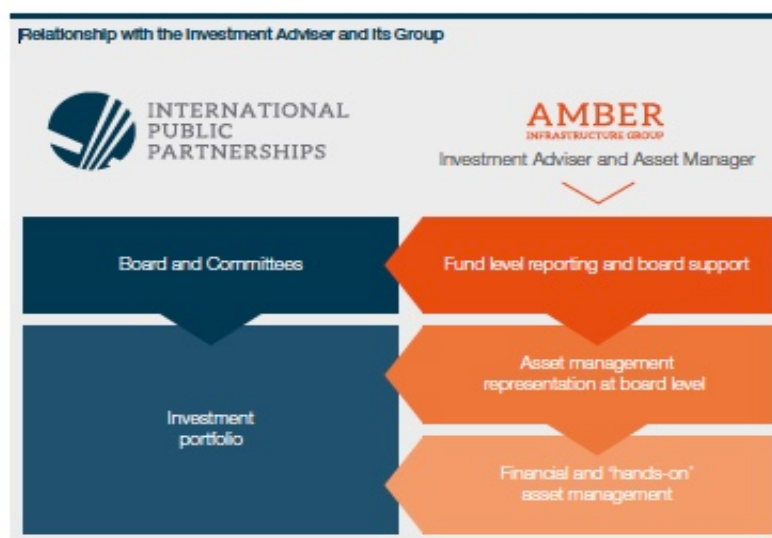 Relationship with the Investment Adviser and Its Group
INTERNATIONAL
PUBLIC
PARTNERSHIPS
AMBER
INFRASTRUCTURE GROUP
Investment Adviser and Asset Manager
Board and Committees
Fund level reporting and board support
Asset management
representation at board level
Investment
portfolio
Financial and ‘hands-on’
asset management